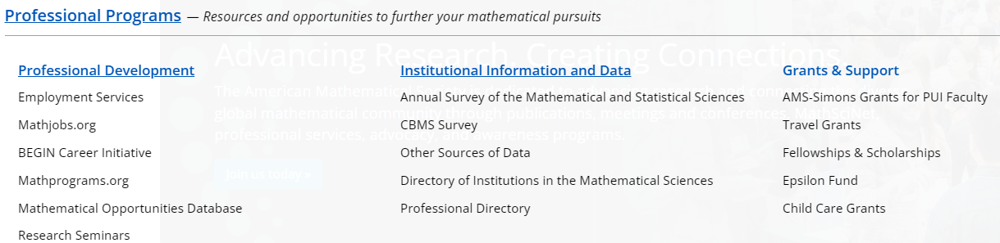 Professional Programs — Resources and opportunities to further your mathematical pursuits
Advancing Research. Creating Connections.
The American Mathematical Society is dedicated to advancing research and connecting the diverse
global mathematical community through publications, meetings and conferences, MathSciNet,
professional services, advocacy, and awareness programs.
Join us today »
Professional Development
Employment Services
Mathjobs.org
BEGIN Career Initiative
Mathprograms.org
Mathematical Opportunities Database
Research Seminars
Institutional Information and Data
Annual Survey of the Mathematical and Statistical Sciences
CBMS Survey
Other Sources of Data
Directory of Institutions in the Mathematical Sciences
Professional Directory
Grants & Support
AMS-Simons Grants for PUI Faculty
Travel Grants
Fellowships & Scholarships
Epsilon Fund
Child Care Grants